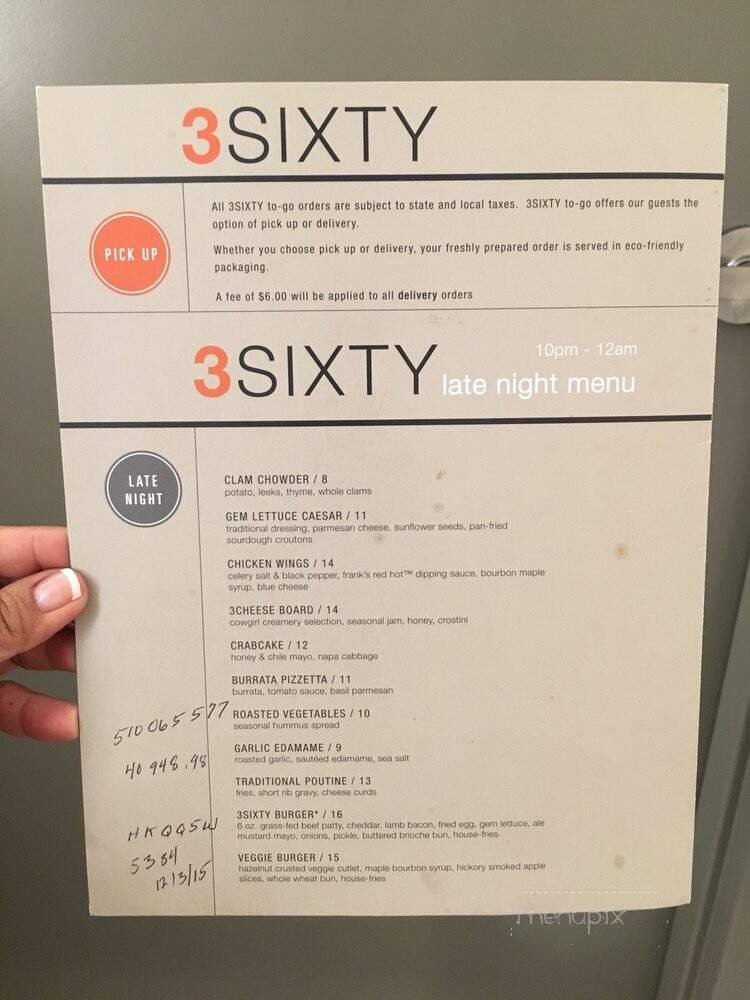 3SIXTY
PICK UP
All 3SIXTY to-go orders are subject to state and local taxes. 3SIXTY to-go offers our guests the
option of pick up or delivery.
Whether you choose pick up or delivery, your freshly prepared order is served in eco-friendly
packaging.
A fee of $6.00 will be applied to all delivery orders
3SIXTY
10pm - 12am
late night menu
LATE
NIGHT
CLAM CHOWDER / 8
potato, leeks, thyme, whole clams
GEM LETTUCE CAESAR / 11
traditional dressing, parmesan cheese, sunflower seeds, pan-fried
sourdough croutons
CHICKEN WINGS / 14
celery salt & black pepper, frank's red hot™ dipping sauce, bourbon maple
syrup, blue cheese
3CHEESE BOARD / 14
cowgirl creamery selection, seasonal jam, honey, crostini
CRABCAKE / 12
honey & chile mayo, napa cabbage
BURRATA PIZZETTA / 11
burrata, tomato sauce, basil parmesan
ROASTED VEGETABLES / 10
seasonal hummus spread
GARLIC EDAMAME / 9
roasted garlic, sautéed edamame, sea salt
TRADITIONAL POUTINE / 13
fries, short rib gravy, cheese curds
3SIXTY BURGER* / 16
6 oz. grass-fed beef patty, cheddar, lamb bacon, fried egg, gem lettuce, ale
mustard mayo, onions, pickle, buttered brioche bun, house-fries
VEGGIE BURGER / 15
hazelnut crusted veggie cutlet, maple bourbon syrup, hickory smoked apple
slices, whole wheat bun, house-fries
510 065 577
40 948.98
HKQQ5W
5384
12/3/15
menupix